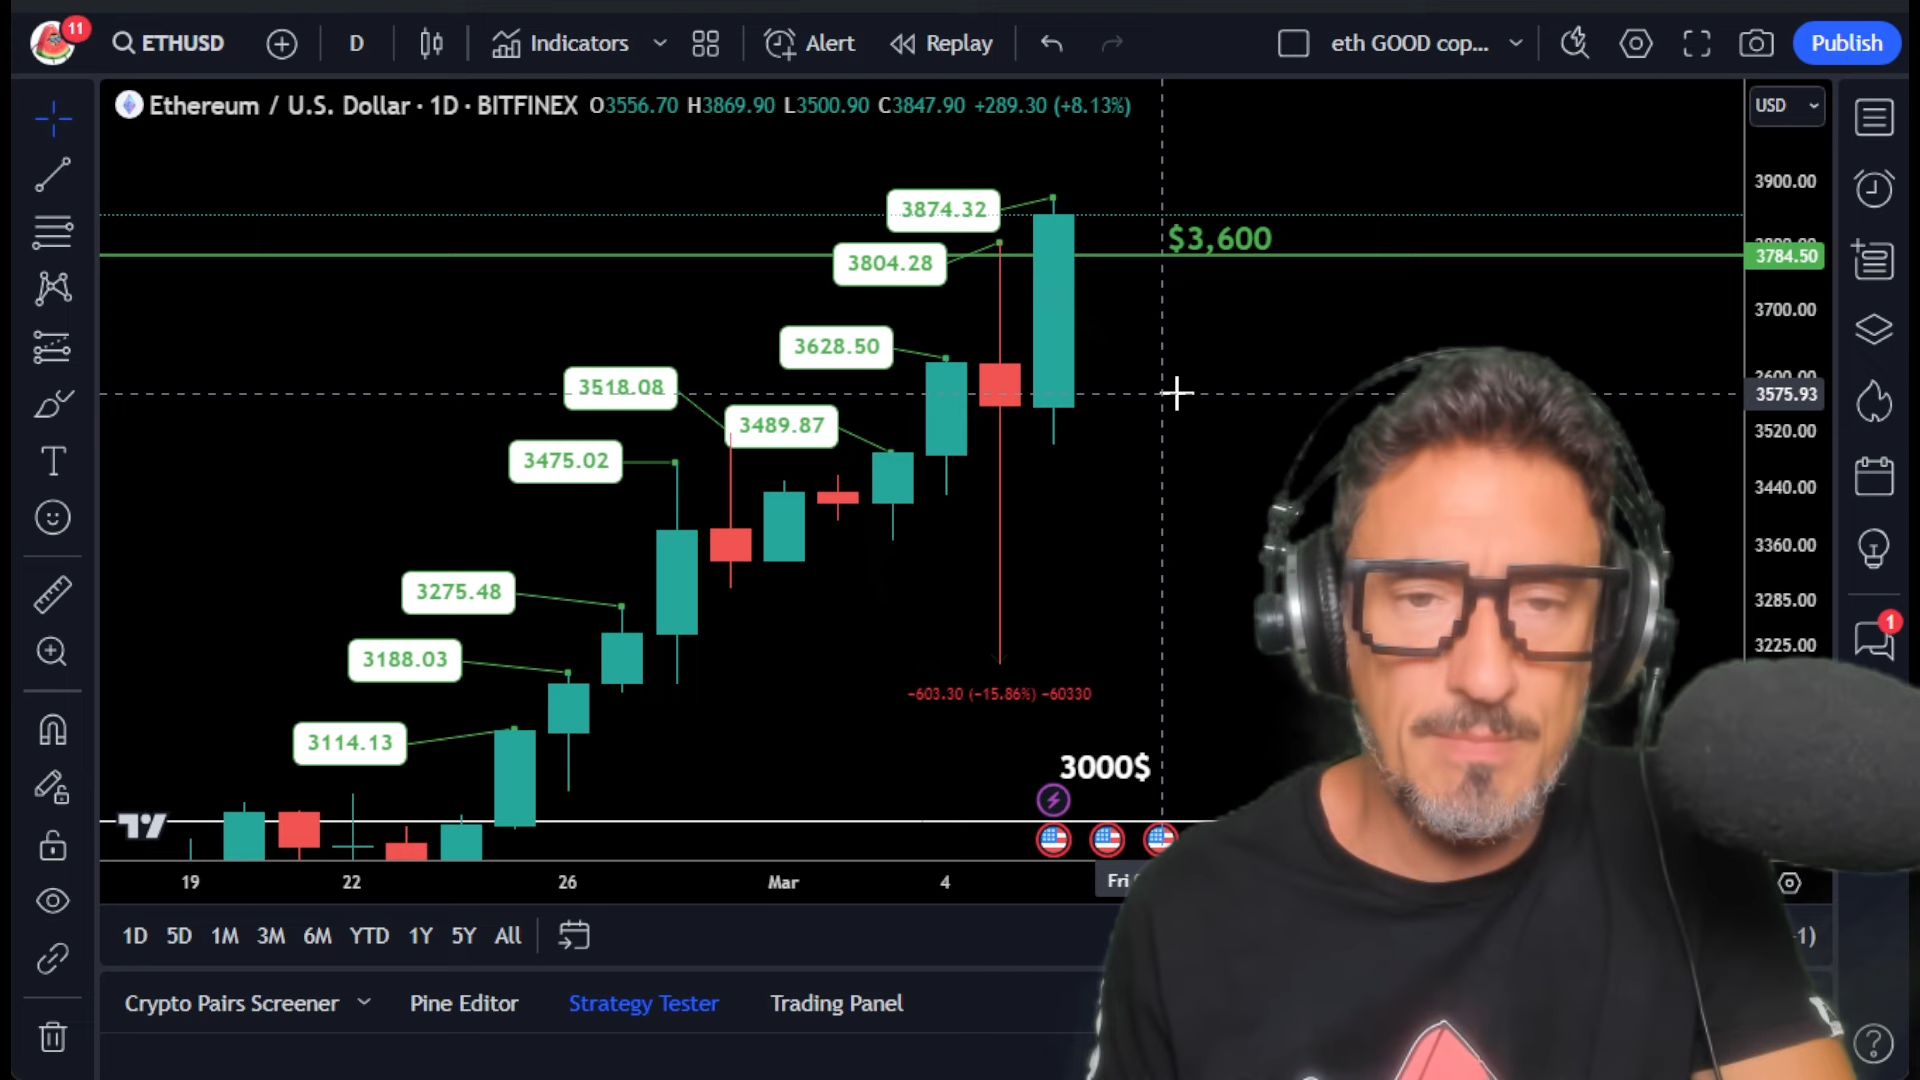 11
ETHUSD
D
Indicators
Alert
Replay
eth GOOD cop...
Publish
Ethereum / U.S. Dollar · 1D · BITFINEX O3556.70 H3869.90 L3500.90 C3847.90 +289.30 (+8.13%)
USD
3900.00
3874.32
$3,600
3804.28
3784.50
3700.00
3628.50
3518.08
3575.93
3489.87
3520.00
3475.02
3440.00
3360.00
3275.48
3285.00
1
3188.03
3225.00
−603.30 (−15.86%) −60330
3114.13
3000$
19
22
26
Mar
4
Fri
1D 5D 1M 3M 6M YTD 1Y 5Y All
Crypto Pairs Screener
Pine Editor
Strategy Tester
Trading Panel